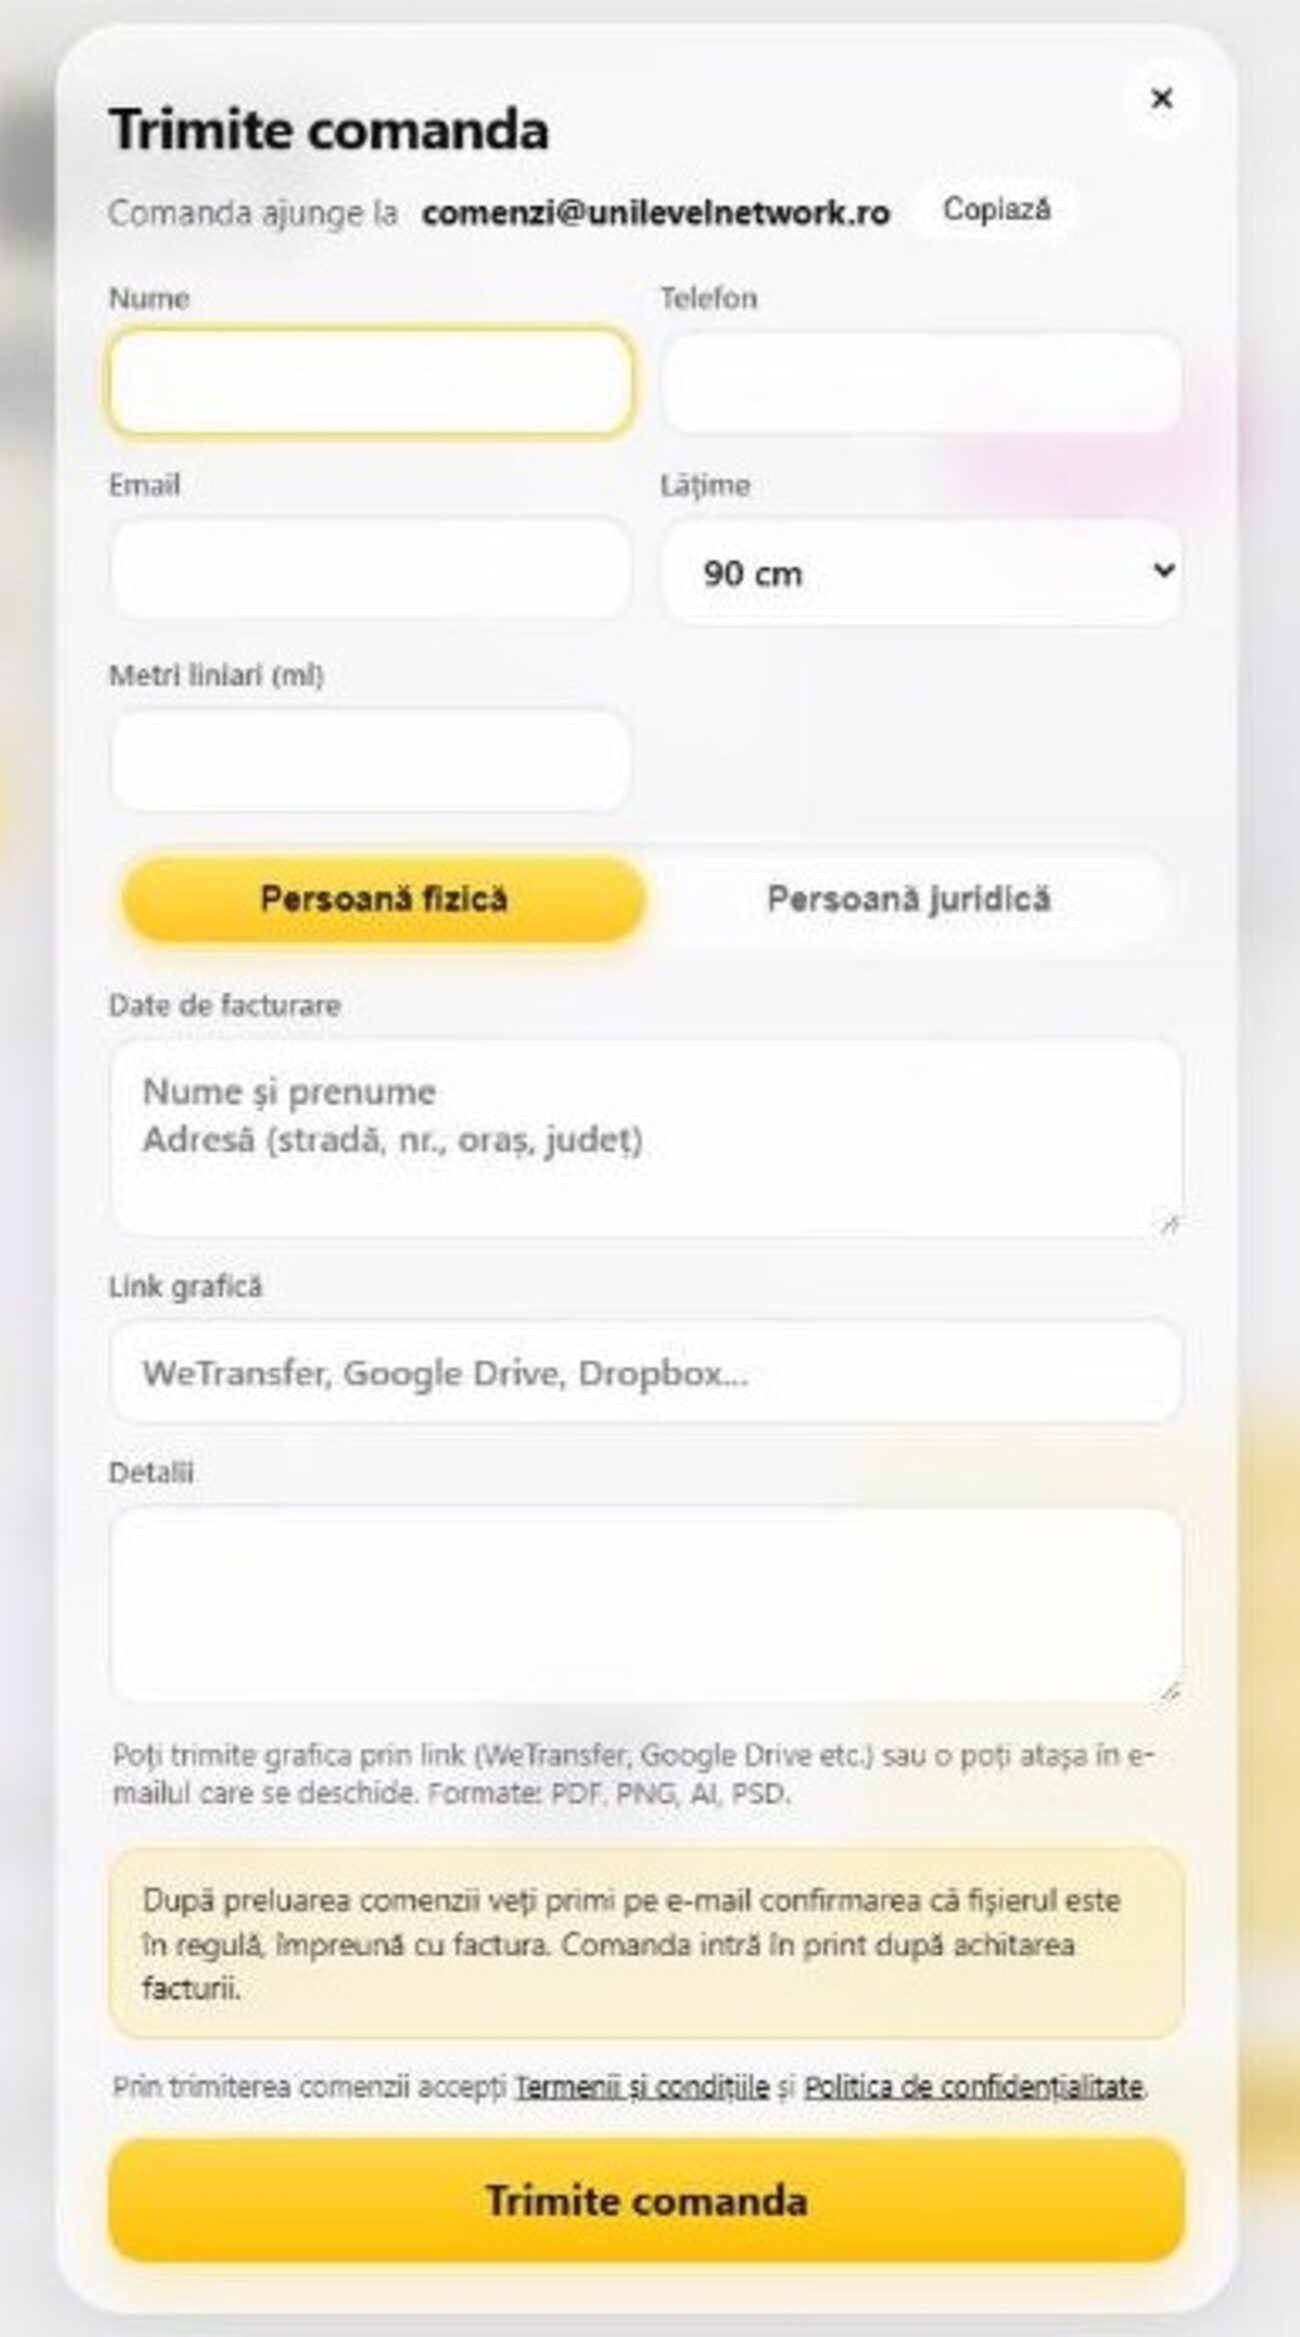 Trimite comanda
Comanda ajunge la comenzi@unilevelnetwork.ro Copiază
Nume Telefon
Email Lățime
90 cm
Metri liniari (ml)
Persoană fizică Persoană juridică
Date de facturare
Nume și prenume
Adresă (stradă, nr., oraș, județ)
Link grafică
WeTransfer, Google Drive, Dropbox...
Detalii
Poți trimite grafica prin link (WeTransfer, Google Drive etc.) sau o poți atașa în e-
mailul care se deschide. Formate: PDF, PNG, AI, PSD.
După preluarea comenzii veți primi pe e-mail confirmarea că fișierul este
în regulă, împreună cu factura. Comanda intră în print după achitarea
facturii.
Prin trimiterea comenzii accepți Termenii și condițiile și Politica de confidențialitate.
Trimite comanda